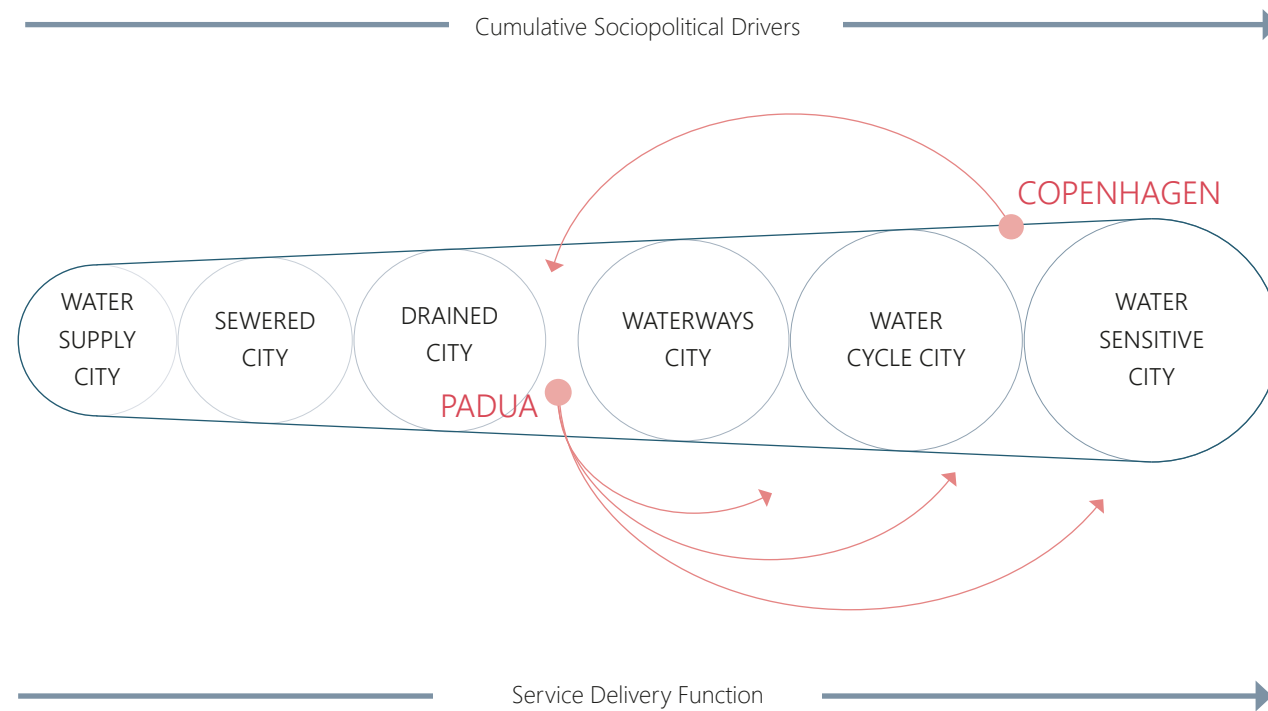 Cumulative Sociopolitical Drivers
COPENHAGEN
WATER
SUPPLY
CITY
SEWERED
CITY
DRAINED
CITY
WATERWAYS
CITY
WATER
CYCLE CITY
WATER
SENSITIVE
CITY
PADUA
Service Delivery Function